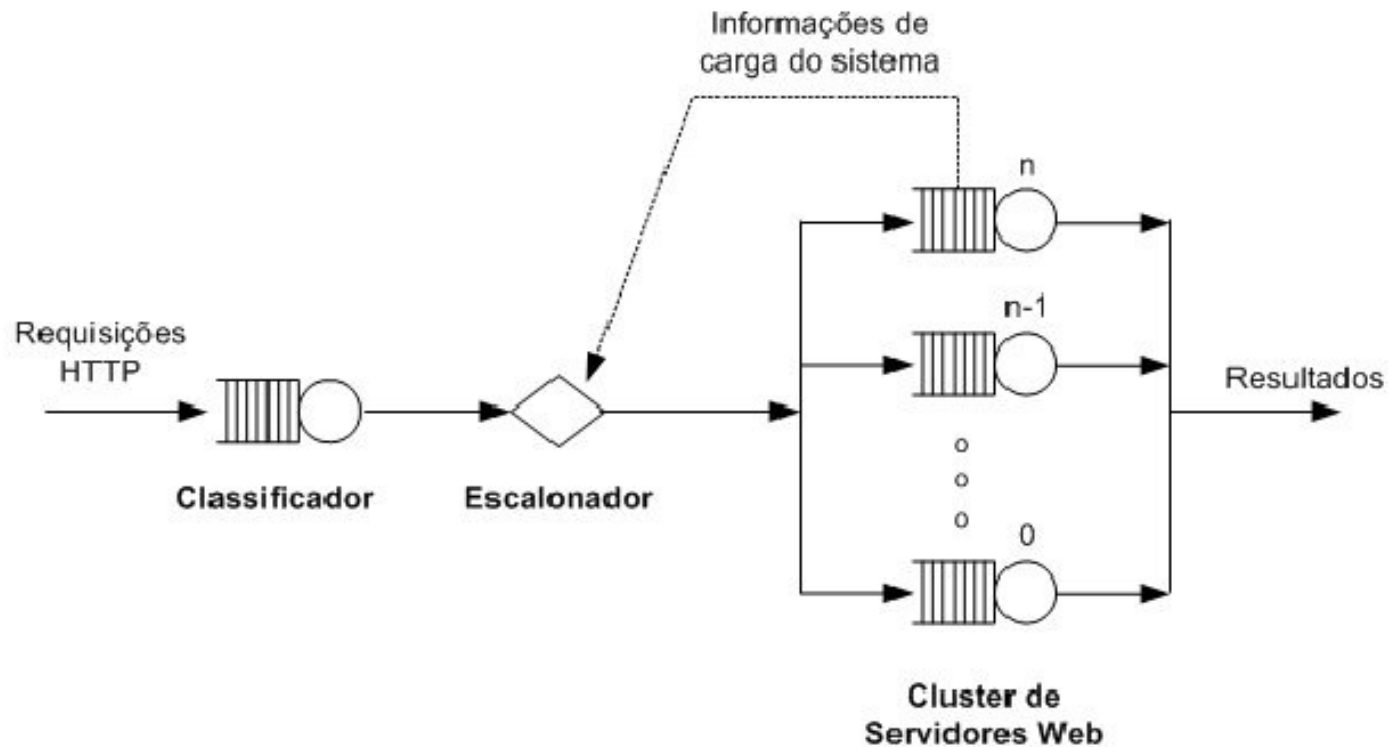 Informações de
carga do sistema
n
n-1
Requisições
HTTP
Resultados
Classificador
Escalonador
0
Cluster de
Servidores Web